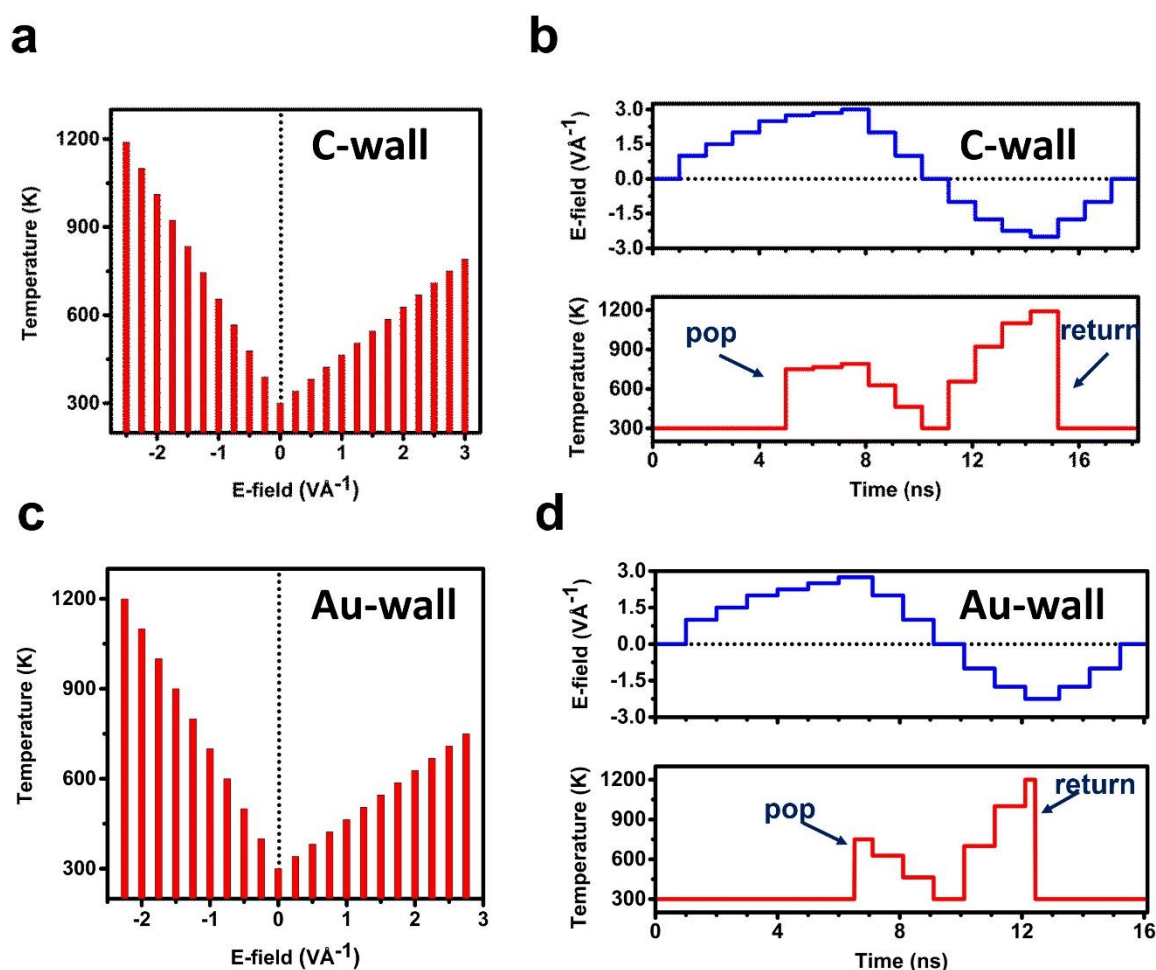 a
C-wall
Temperature (K)
1200
900
600
300
-2 -1 0 1 2 3
E-field (VÅ⁻¹)
b
C-wall
E-field (VÅ⁻¹)
3.0
1.5
0.0
-1.5
-3.0
Temperature (K)
1200
900
600
300
pop
return
0 4 8 12 16
Time (ns)
c
Au-wall
Temperature (K)
1200
900
600
300
-2 -1 0 1 2 3
E-field (VÅ⁻¹)
d
Au-wall
E-field (VÅ⁻¹)
3.0
1.5
0.0
-1.5
-3.0
Temperature (K)
1200
900
600
300
pop
return
0 4 8 12 16
Time (ns)